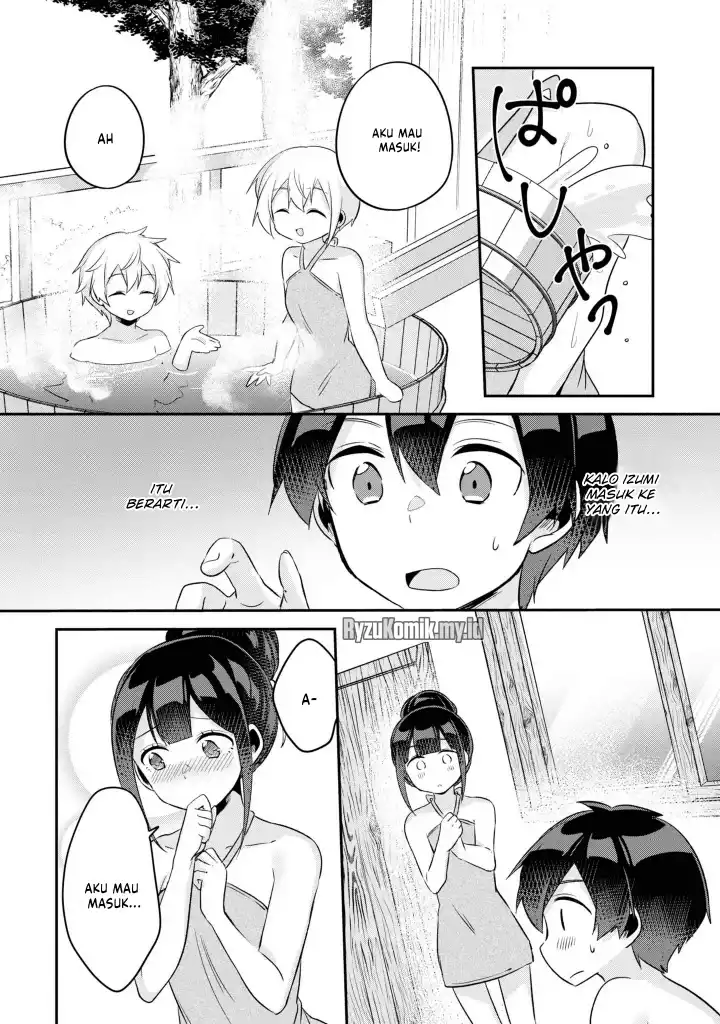 ぱしゃっ
AKU MAU
MASUK!
AH
KALO IZUMI
MASUK KE
YANG ITU...
ITU
BERARTI...
RyzuKomik.my.id
A-
AKU MAU
MASUK...